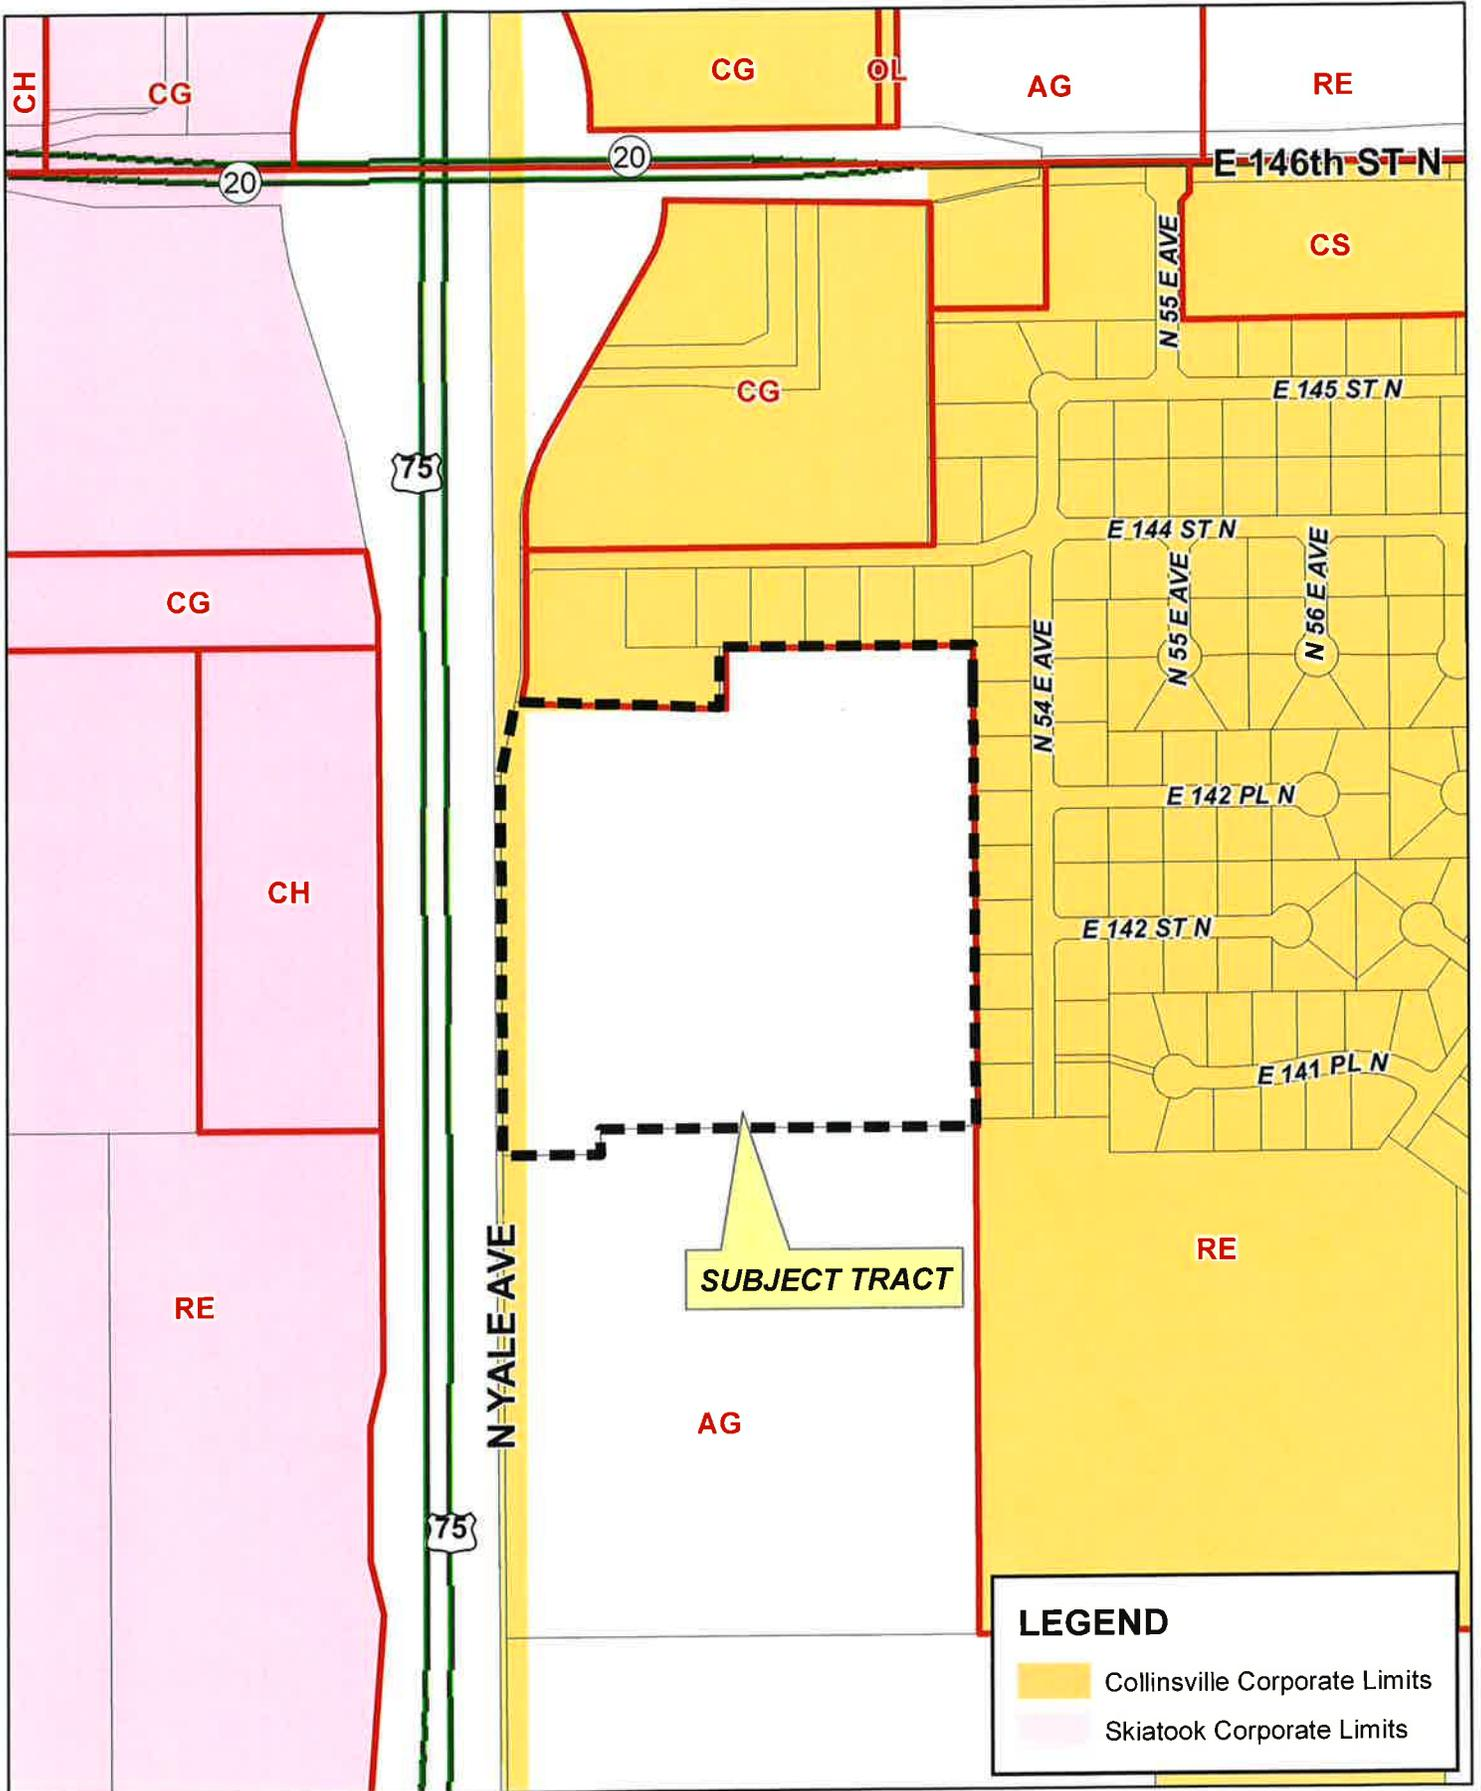 CH
CG
CG
OL
AG
RE
20
20
E 146th ST N
N 55 E AVE
CS
CG
E 145 ST N
75
E 144 ST N
N 55 E AVE
N 56 E AVE
CG
N 54 E AVE
E 142 PL N
CH
E 142 ST N
E 141 PL N
N YALE AVE
SUBJECT TRACT
RE
RE
AG
75
LEGEND
Collinsville Corporate Limits
Skiatook Corporate Limits